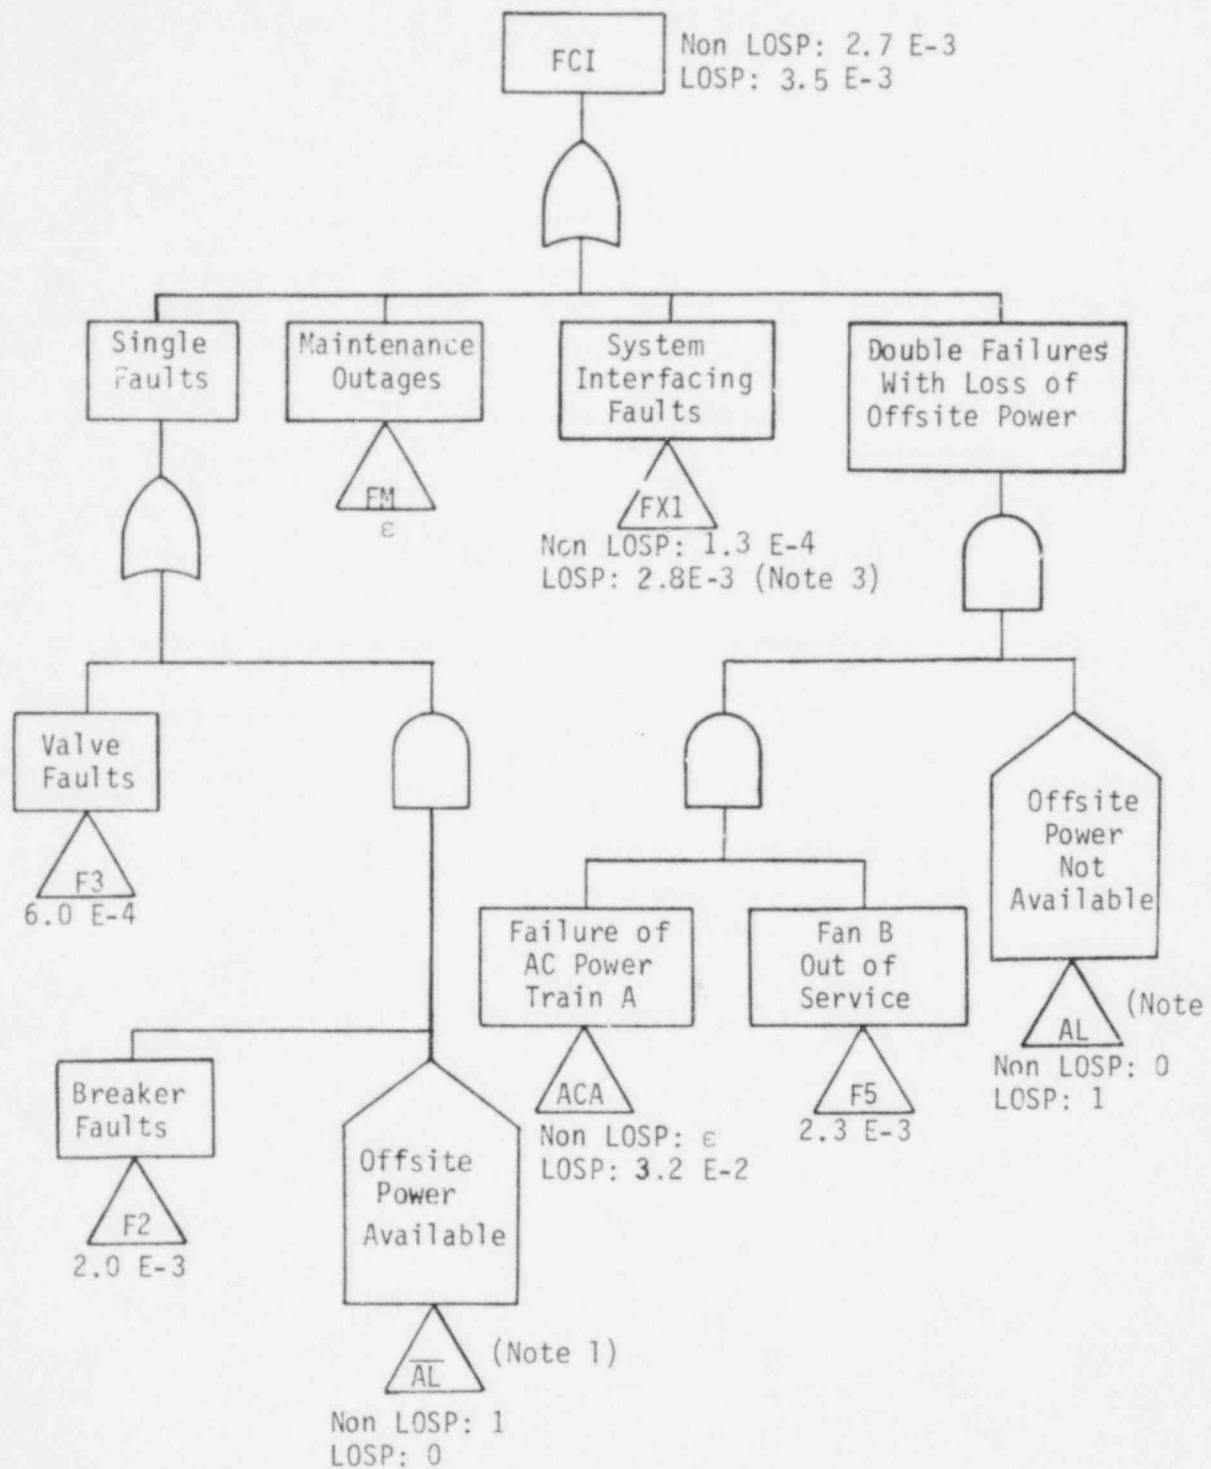 FCI
Non LOSP: 2.7 E-3
LOSP: 3.5 E-3
Single
Faults
Maintenance
Outages
FM
ε
System
Interfacing
Faults
FX1
Non LOSP: 1.3 E-4
LOSP: 2.8E-3 (Note 3)
Double Failures
With Loss of
Offsite Power
Valve
Faults
F3
6.0 E-4
Breaker
Faults
F2
2.0 E-3
Offsite
Power
Available
A̅L̅
(Note 1)
Non LOSP: 1
LOSP: 0
Failure of
AC Power
Train A
ACA
Non LOSP: ε
LOSP: 3.2 E-2
Fan B
Out of
Service
F5
2.3 E-3
Offsite
Power
Not
Available
AL
(Note
Non LOSP: 0
LOSP: 1